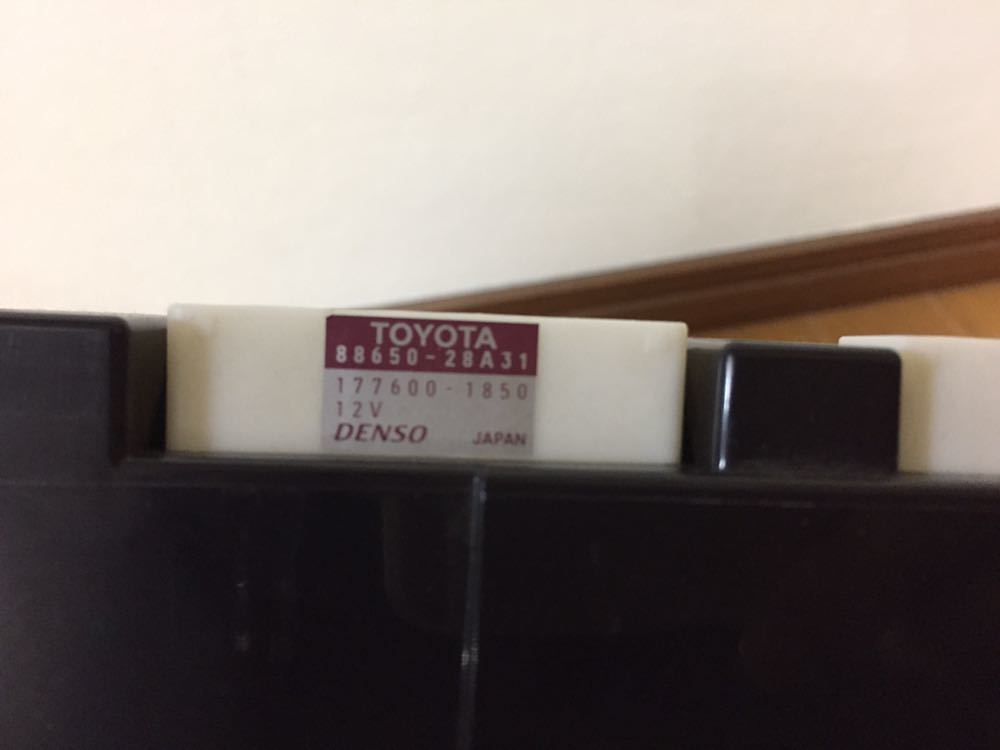 TOYOTA
88650-28A31
177600-1850
12V
DENSO JAPAN